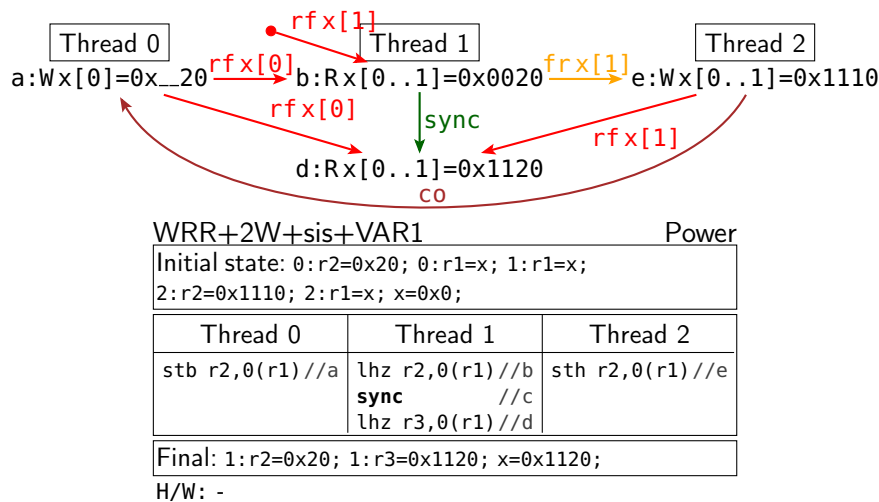 rf x[1]
Thread 0 Thread 1 Thread 2
a:W x[0]=0x__20 rf x[0] b:R x[0..1]=0x0020 fr x[1] e:W x[0..1]=0x1110
rf x[0] sync rf x[1]
d:R x[0..1]=0x1120
co
WRR+2W+sis+VAR1 Power
Initial state: 0:r2=0x20; 0:r1=x; 1:r1=x;
2:r2=0x1110; 2:r1=x; x=0x0;
Thread 0 Thread 1 Thread 2
stb r2,0(r1)//a lhz r2,0(r1)//b sth r2,0(r1)//e
sync //c
lhz r3,0(r1)//d
Final: 1:r2=0x20; 1:r3=0x1120; x=0x1120;
H/W: -